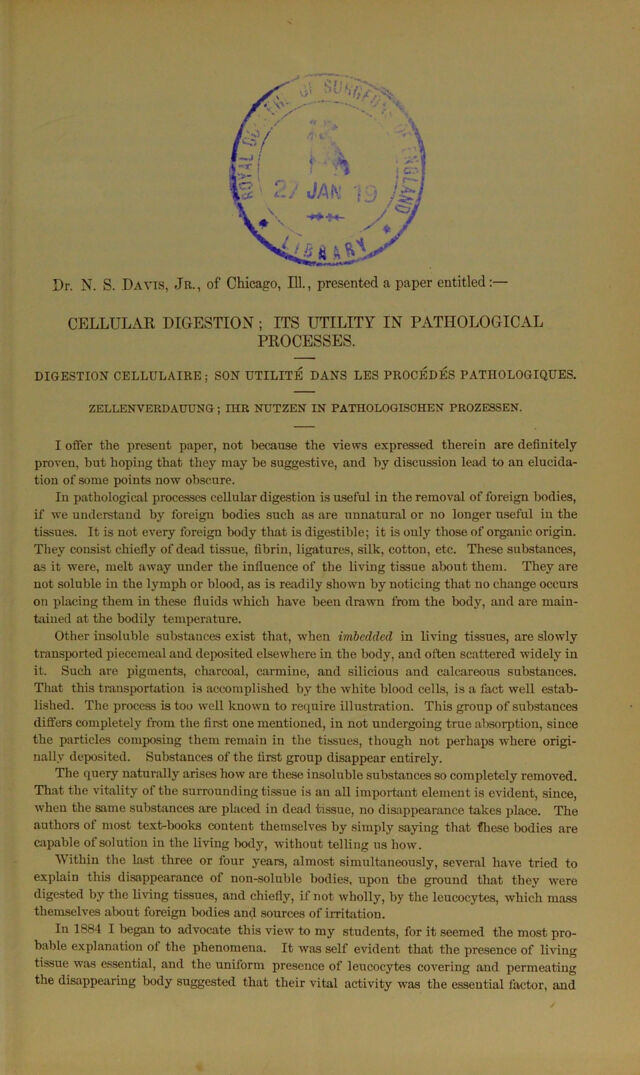 ROYAL COLLEGE OF SURGEONS OF ENGLAND
27 JAN 19
LIBRARY
Dr. N. S. DAVIS, JR., of Chicago, Ill., presented a paper entitled:—
CELLULAR DIGESTION; ITS UTILITY IN PATHOLOGICAL
PROCESSES.
DIGESTION CELLULAIRE; SON UTILITÉ DANS LES PROCÉDÉS PATHOLOGIQUES.
ZELLENVERDAUUNG; IHR NUTZEN IN PATHOLOGISCHEN PROZESSEN.
I offer the present paper, not because the views expressed therein are definitely
proven, but hoping that they may be suggestive, and by discussion lead to an elucida-
tion of some points now obscure.
In pathological processes cellular digestion is useful in the removal of foreign bodies,
if we understand by foreign bodies such as are unnatural or no longer useful in the
tissues. It is not every foreign body that is digestible; it is only those of organic origin.
They consist chiefly of dead tissue, fibrin, ligatures, silk, cotton, etc. These substances,
as it were, melt away under the influence of the living tissue about them. They are
not soluble in the lymph or blood, as is readily shown by noticing that no change occurs
on placing them in these fluids which have been drawn from the body, and are main-
tained at the bodily temperature.
Other insoluble substances exist that, when imbedded in living tissues, are slowly
transported piecemeal and deposited elsewhere in the body, and often scattered widely in
it. Such are pigments, charcoal, carmine, and silicious and calcareous substances.
That this transportation is accomplished by the white blood cells, is a fact well estab-
lished. The process is too well known to require illustration. This group of substances
differs completely from the first one mentioned, in not undergoing true absorption, since
the particles composing them remain in the tissues, though not perhaps where origi-
nally deposited. Substances of the first group disappear entirely.
The query naturally arises how are these insoluble substances so completely removed.
That the vitality of the surrounding tissue is an all important element is evident, since,
when the same substances are placed in dead tissue, no disappearance takes place. The
authors of most text-books content themselves by simply saying that these bodies are
capable of solution in the living body, without telling us how.
Within the last three or four years, almost simultaneously, several have tried to
explain this disappearance of non-soluble bodies, upon the ground that they were
digested by the living tissues, and chiefly, if not wholly, by the leucocytes, which mass
themselves about foreign bodies and sources of irritation.
In 1884 I began to advocate this view to my students, for it seemed the most pro-
bable explanation of the phenomena. It was self evident that the presence of living
tissue was essential, and the uniform presence of leucocytes covering and permeating
the disappearing body suggested that their vital activity was the essential factor, and